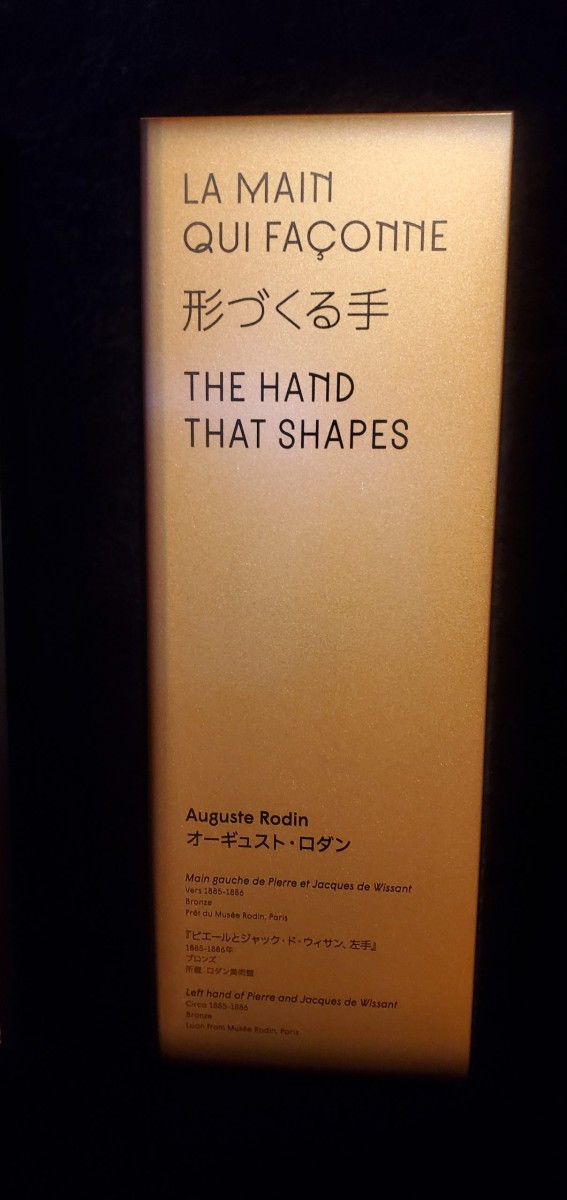 LA MAIN
QUI FAÇONNE
形づくる手
THE HAND
THAT SHAPES
Auguste Rodin
オーギュスト・ロダン
Main gauche de Pierre et Jacques de Wissant
Vers 1885-1886
Bronze
Prêt du Musée Rodin, Paris
『ピエールとジャック・ド・ウィサン、左手』
1885-1886年
ブロンズ
所蔵:ロダン美術館
Left hand of Pierre and Jacques de Wissant
Circa 1885-1886
Bronze
Loan from Musée Rodin, Paris